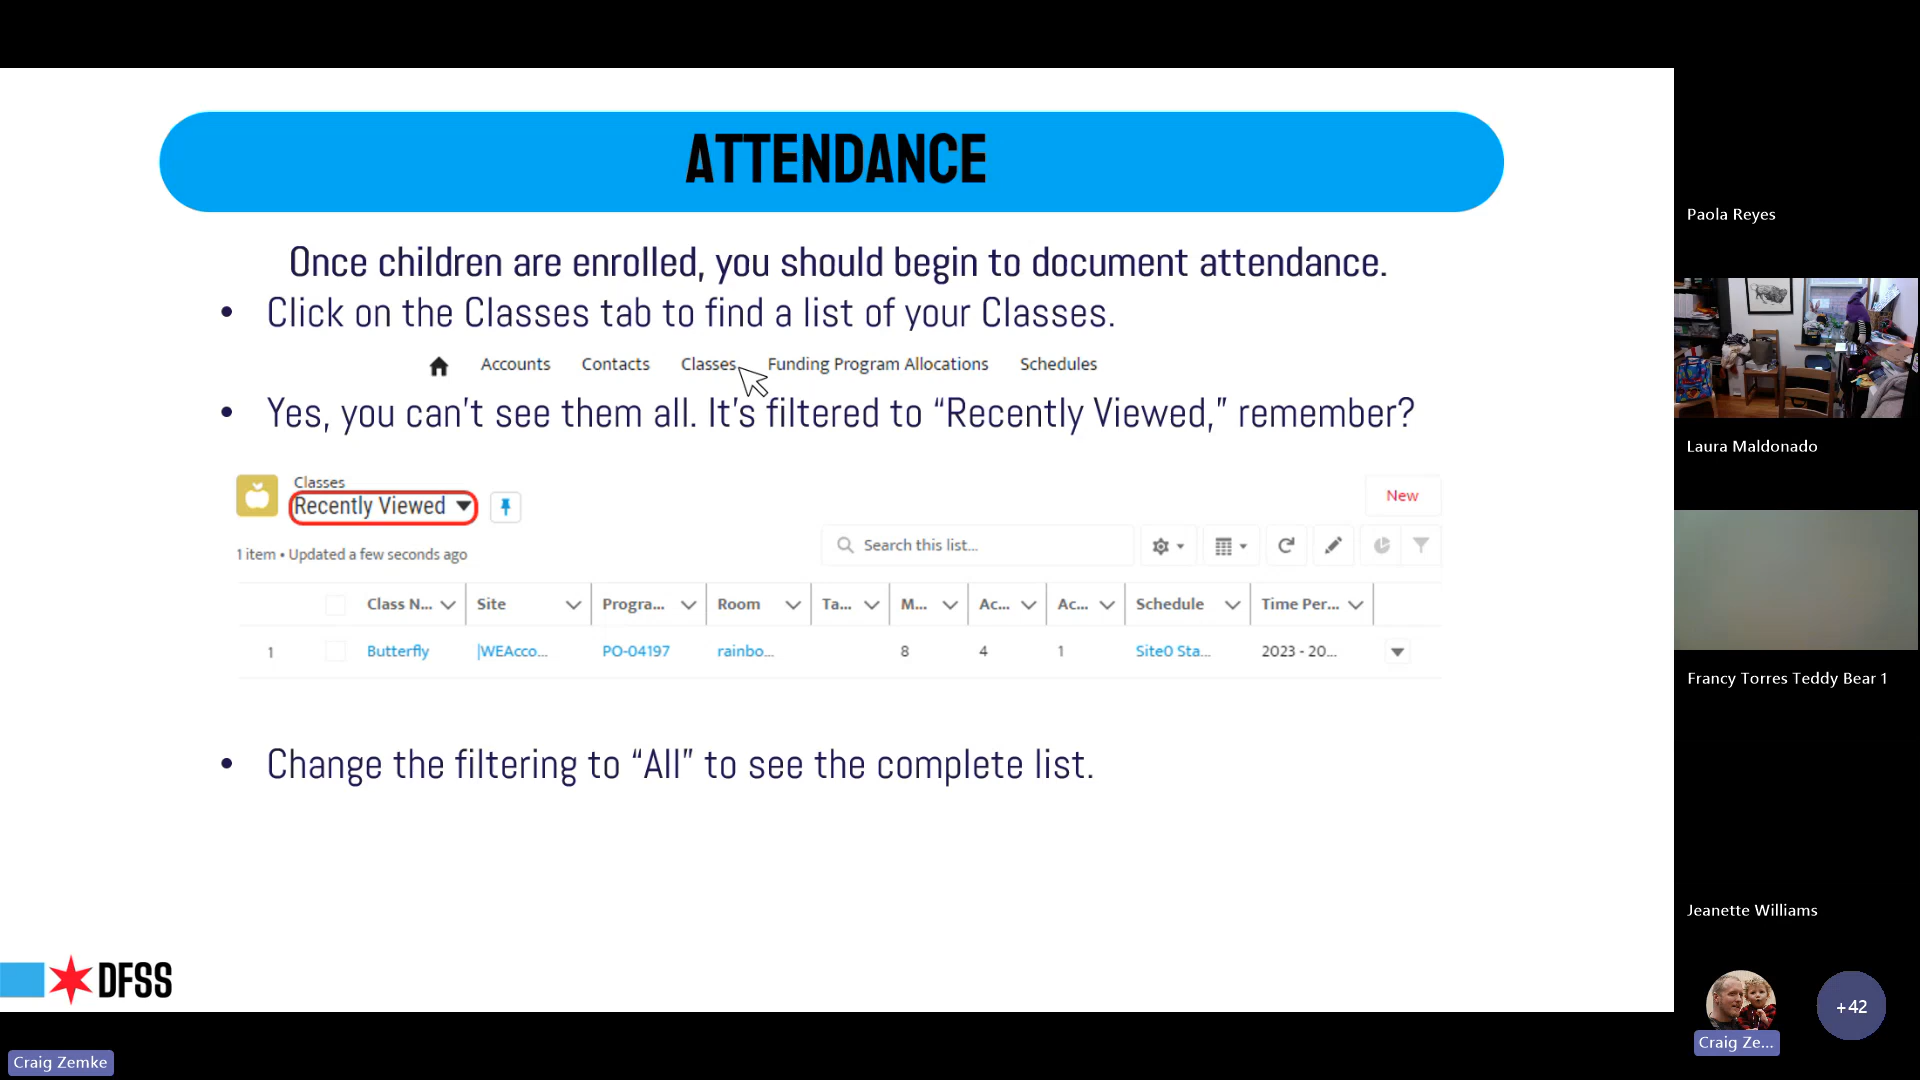 ATTENDANCE
Once children are enrolled, you should begin to document attendance.
• Click on the Classes tab to find a list of your Classes.
Accounts Contacts Classes Funding Program Allocations Schedules
• Yes, you can't see them all. It's filtered to “Recently Viewed,” remember?
Classes
Recently Viewed
New
1 item • Updated a few seconds ago
Search this list...
Class N... Site Progra... Room Ta... M... Ac... Ac... Schedule Time Per...
1 Butterfly |WEAcco... PO-04197 rainbo... 8 4 1 Site0 Sta... 2023 - 20...
• Change the filtering to “All” to see the complete list.
DFSS
Craig Zemke
Paola Reyes
Laura Maldonado
Francy Torres Teddy Bear 1
Jeanette Williams
Craig Ze...
+42